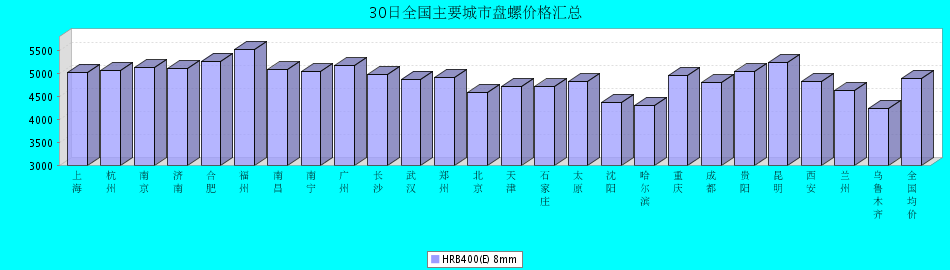 30日全国主要城市盘螺价格汇总
5500
5000
4500
4000
3500
3000
上海
杭州
南京
济南
合肥
福州
南昌
南宁
广州
长沙
武汉
郑州
北京
天津
石家庄
太原
沈阳
哈尔滨
重庆
成都
贵阳
昆明
西安
兰州
乌鲁木齐
全国均价
HRB400(E) 8mm